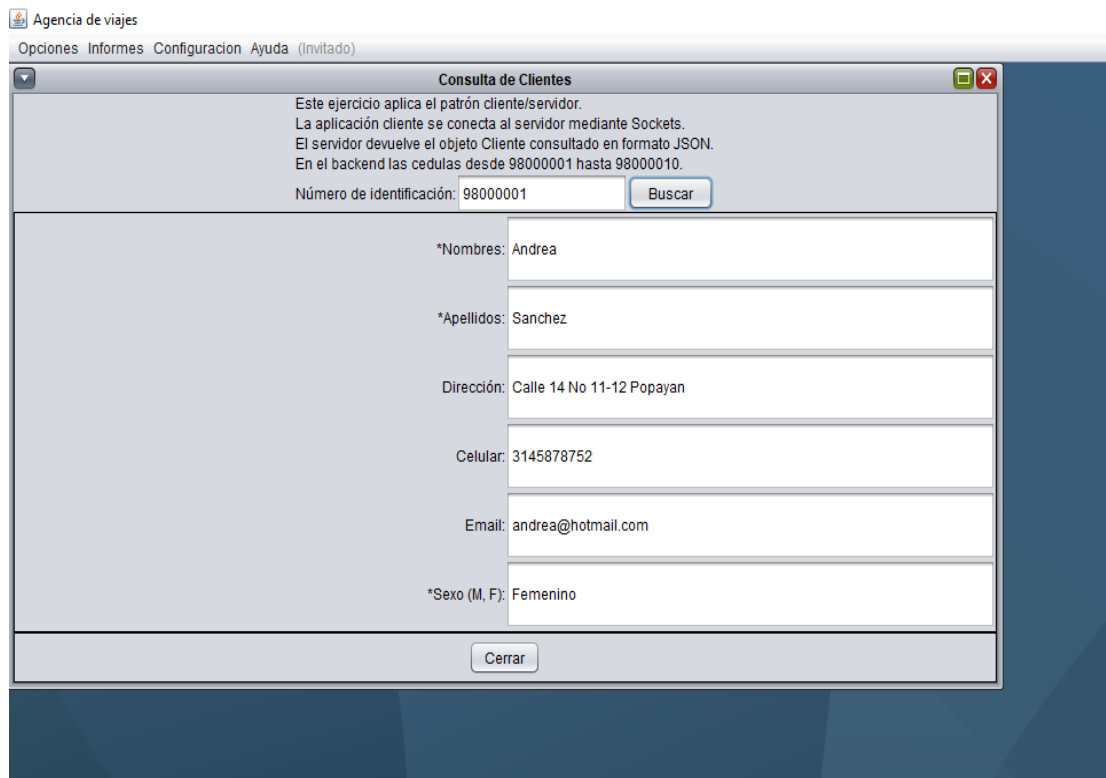 Agencia de viajes
Opciones Informes Configuracion Ayuda (Invitado)
Consulta de Clientes
Este ejercicio aplica el patrón cliente/servidor.
La aplicación cliente se conecta al servidor mediante Sockets.
El servidor devuelve el objeto Cliente consultado en formato JSON.
En el backend las cedulas desde 98000001 hasta 98000010.
Número de identificación: 98000001 Buscar
*Nombres: Andrea
*Apellidos: Sanchez
Dirección: Calle 14 No 11-12 Popayan
Celular: 3145878752
Email: andrea@hotmail.com
*Sexo (M, F): Femenino
Cerrar